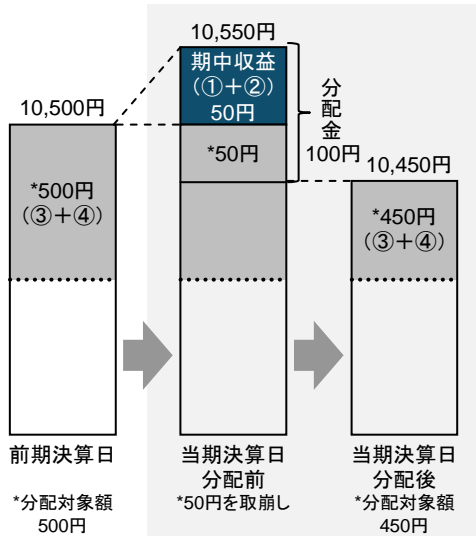 10,550円
期中収益
(①+②)
50円
分配金
100円
10,500円
*50円
10,450円
*500円
(③+④)
*450円
(③+④)
前期決算日
当期決算日
分配前
当期決算日
分配後
*分配対象額
500円
*50円を取崩し
*分配対象額
450円